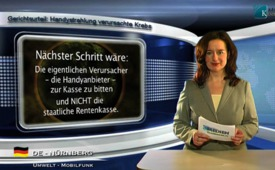 Gerichtsurteil: Handystrahlung verursachte Krebs
Nächster Schritt wäre:
Die eigentlichen Verursacher
- die Handyanbieter -
zur Kasse zu bitten
und NICHT die
staatliche Rentenkasse.
DE - NÜRNBERG
Umwelt - Mobilfunk